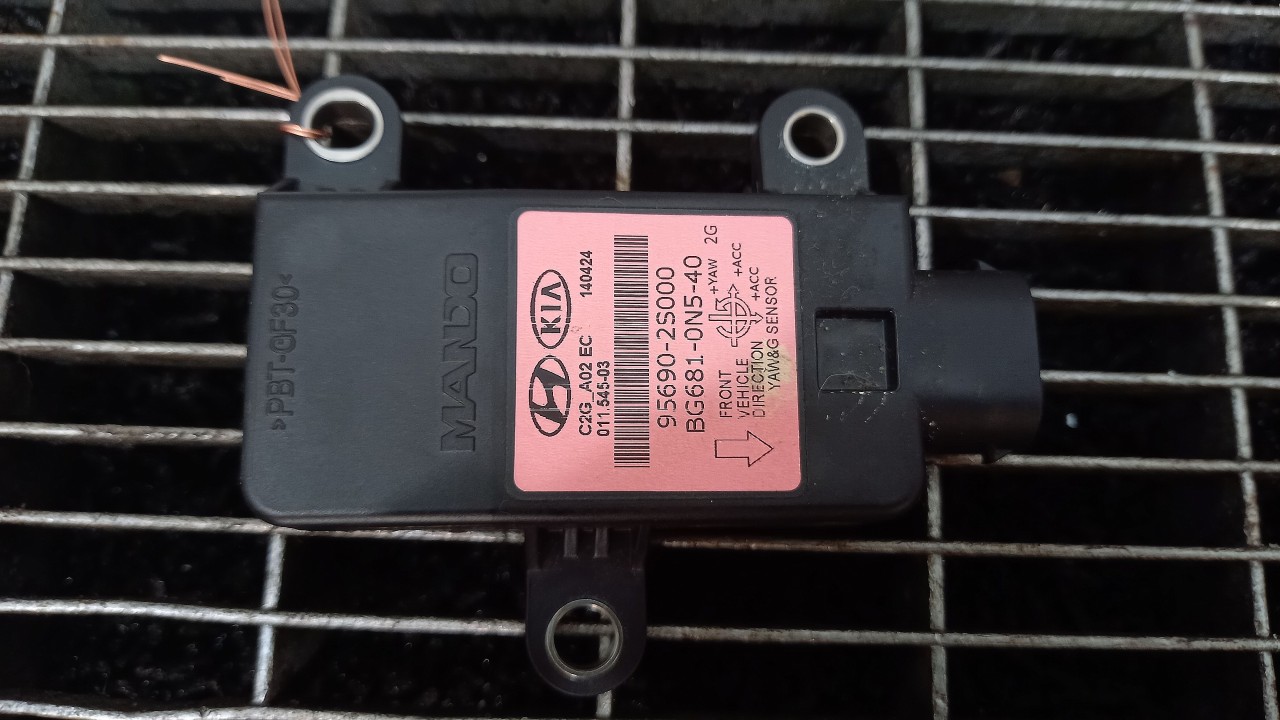 >PBT-GF30<
MANDO
HYUNDAI KIA
C2G_A02 EC 140424
011.545-03
95690-2S000
BG681-0N5-40
FRONT
VEHICLE
DIRECTION
+YAW 2G
+ACC
+ACC
YAW&G SENSOR